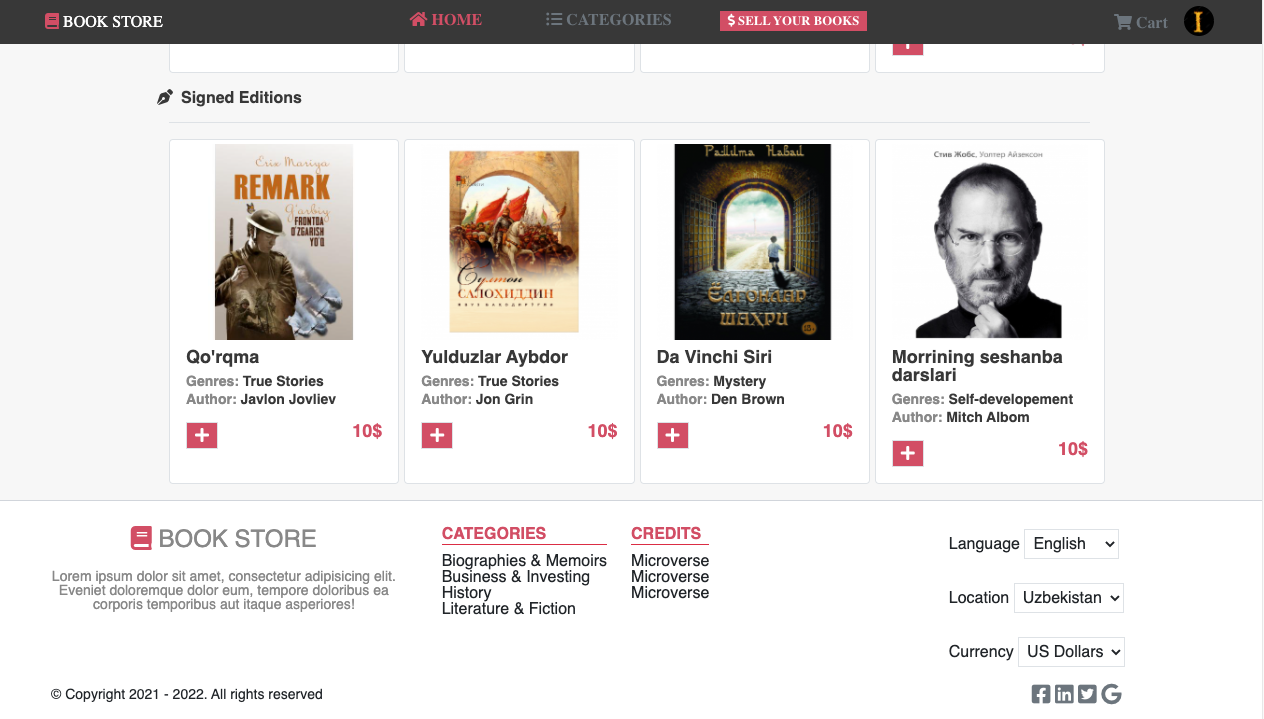 BOOK STORE
HOME
CATEGORIES
$ SELL YOUR BOOKS
Cart
Signed Editions
Erix Mariya
REMARK
G'arbiy
FRONTDA
O'ZGARISH
YO'Q
Qo'rqma
Genres: True Stories
Author: Javlon Jovliev
10$
Султон
САЛОХИДДИН
Yulduzlar Aybdor
Genres: True Stories
Author: Jon Grin
10$
Ёлғонлар
шаҳри
Da Vinchi Siri
Genres: Mystery
Author: Den Brown
10$
Стив Жобс, Уолтер Айзексон
Morrining seshanba
darslari
Genres: Self-developement
Author: Mitch Albom
10$
BOOK STORE
Lorem ipsum dolor sit amet, consectetur adipisicing elit.
Eveniet doloremque dolor eum, tempore doloribus ea
corporis temporibus aut itaque asperiores!
CATEGORIES
Biographies & Memoirs
Business & Investing
History
Literature & Fiction
CREDITS
Microverse
Microverse
Microverse
Language English
Location Uzbekistan
Currency US Dollars
© Copyright 2021 - 2022. All rights reserved